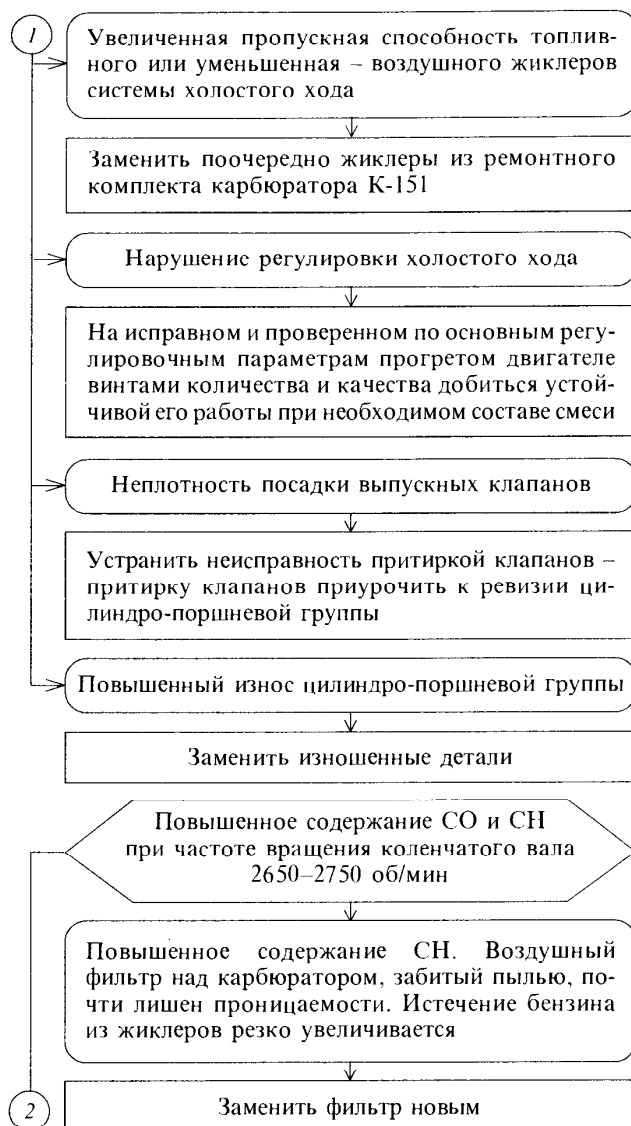 1
Увеличенная пропускная способность топлив-
ного или уменьшенная – воздушного жиклеров
системы холостого хода
Заменить поочередно жиклеры из ремонтного
комплекта карбюратора К-151
Нарушение регулировки холостого хода
На исправном и проверенном по основным регу-
лировочным параметрам прогретом двигателе
винтами количества и качества добиться устой-
чивой его работы при необходимом составе смеси
Неплотность посадки выпускных клапанов
Устранить неисправность притиркой клапанов –
притирку клапанов приурочить к ревизии ци-
линдро-поршневой группы
Повышенный износ цилиндро-поршневой группы
Заменить изношенные детали
Повышенное содержание СО и СН
при частоте вращения коленчатого вала
2650–2750 об/мин
Повышенное содержание СН. Воздушный
фильтр над карбюратором, забитый пылью, по-
чти лишен проницаемости. Истечение бензина
из жиклеров резко увеличивается
2
Заменить фильтр новым